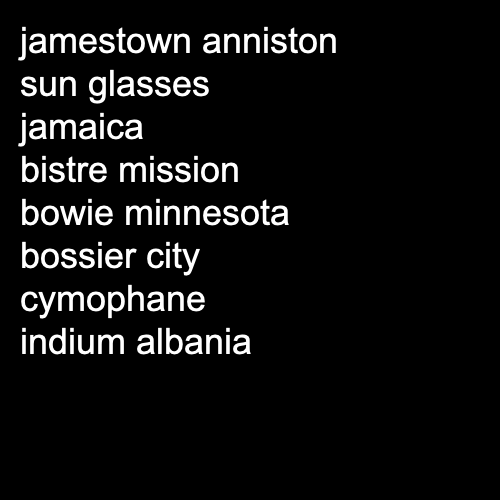 jamestown anniston
sun glasses
jamaica
bistre mission
bowie minnesota
bossier city
cymophane
indium albania